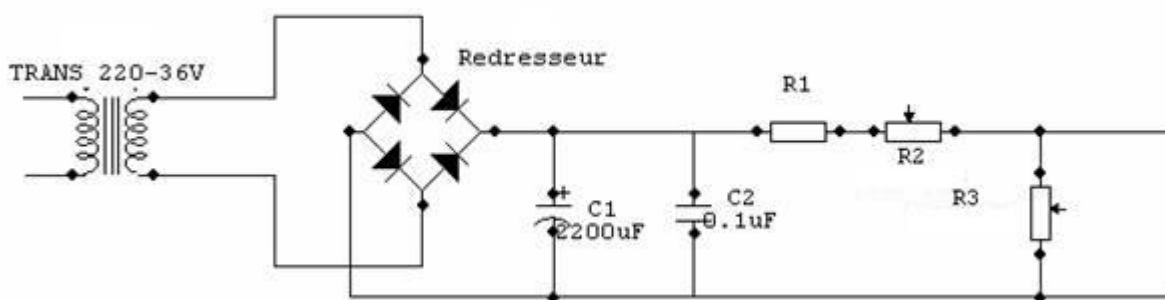 TRANS 220-36V
Redresseur
R1
R2
R3
C1
2200uF
C2
0.1uF